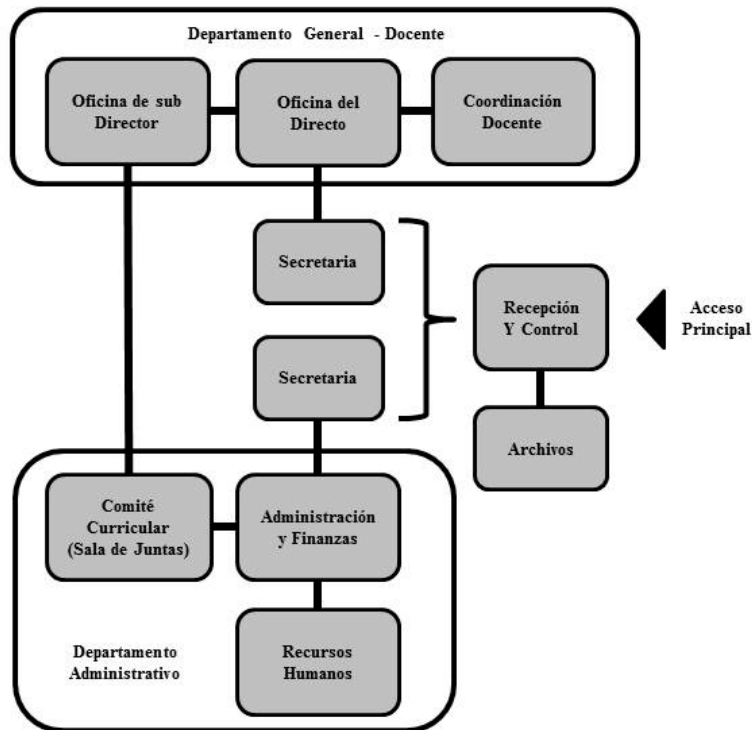 Departamento General - Docente
Oficina de sub
Director
Oficina del
Directo
Coordinación
Docente
Secretaria
Recepción
Y Control
Acceso
Principal
Secretaria
Archivos
Comité
Curricular
(Sala de Juntas)
Administración
y Finanzas
Departamento
Administrativo
Recursos
Humanos